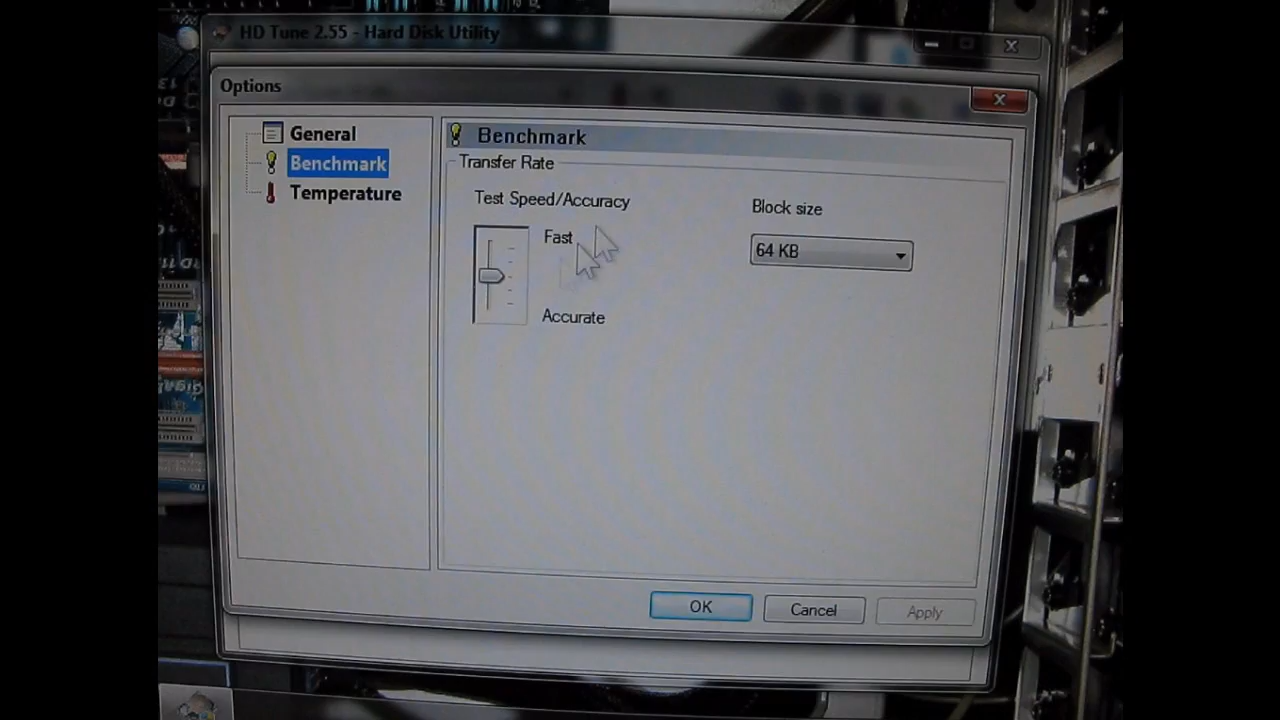 HD Tune 2.55 - Hard Disk Utility
Options
General
Benchmark
Temperature
Benchmark
Transfer Rate
Test Speed/Accuracy
Fast
Accurate
Block size
64 KB
OK
Cancel
Apply